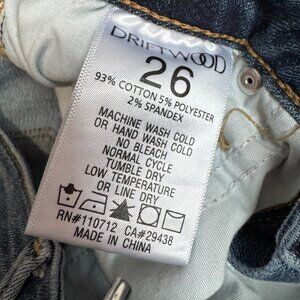 DRIFTWOOD
26
93% COTTON 5% POLYESTER
2% SPANDEX
MACHINE WASH COLD
OR HAND WASH COLD
NO BLEACH
NORMAL CYCLE
TUMBLE DRY
LOW TEMPERATURE
OR LINE DRY
RN#110712 CA#29438
MADE IN CHINA